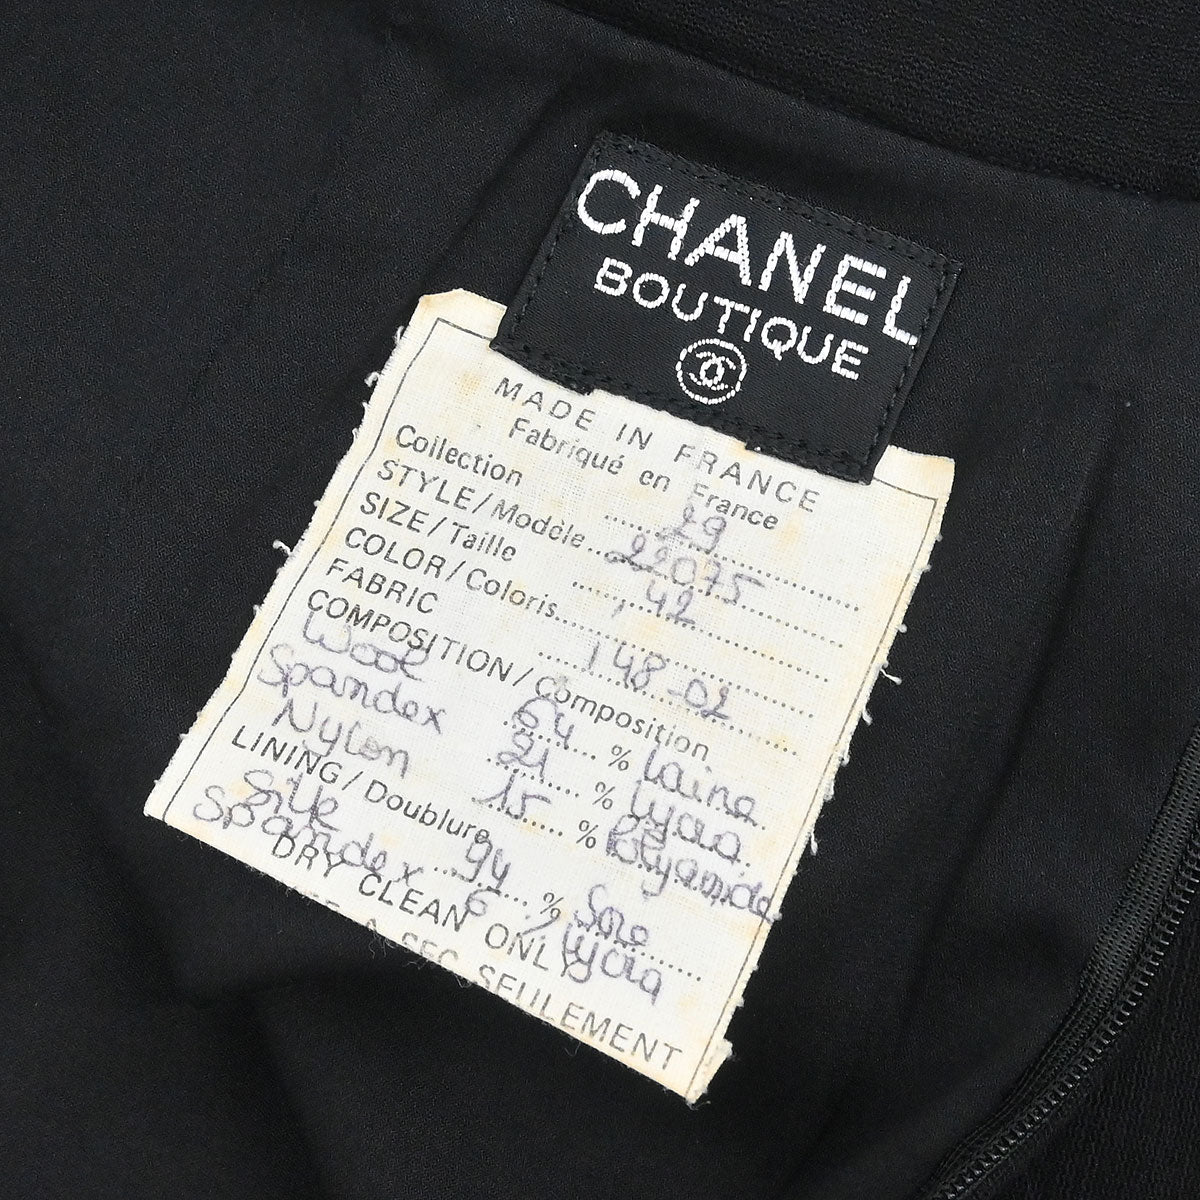 CHANEL
BOUTIQUE
MADE IN FRANCE
Fabriqué en France
Collection 29
STYLE/Modèle 22075
SIZE/Taille 42
COLOR/Coloris
FABRIC 148-02
COMPOSITION/Composition
Wool 64 % laine
Spandex 21 % lycra
Nylon 15 % Polyamide
LINING/Doublure
Silk 94 % Soie
Spandex 6 % lycra
DRY CLEAN ONLY
A SEC SEULEMENT